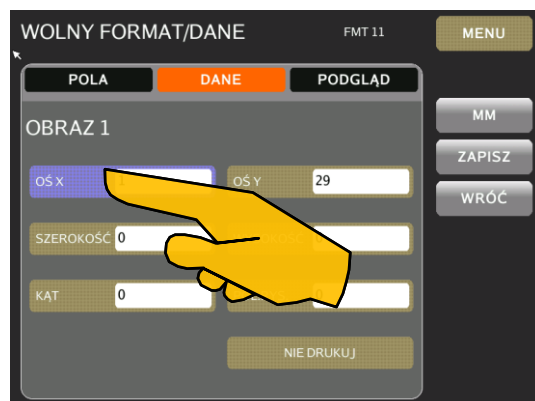 WOLNY FORMAT/DANE FMT 11 MENU
POLA DANE PODGLĄD
OBRAZ 1
MM
ZAPISZ
WRÓĆ
OŚ X OŚ Y 29
SZEROKOŚĆ 0
KĄT 0
NIE DRUKUJ